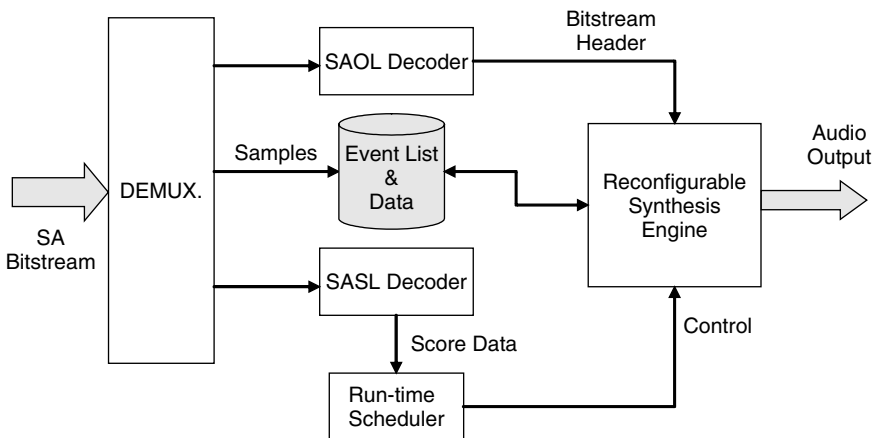 Bitstream
Header
SAOL Decoder
Samples
Event List
&
Data
DEMUX.
SA
Bitstream
Reconfigurable
Synthesis
Engine
Audio
Output
SASL Decoder
Score Data
Control
Run-time
Scheduler